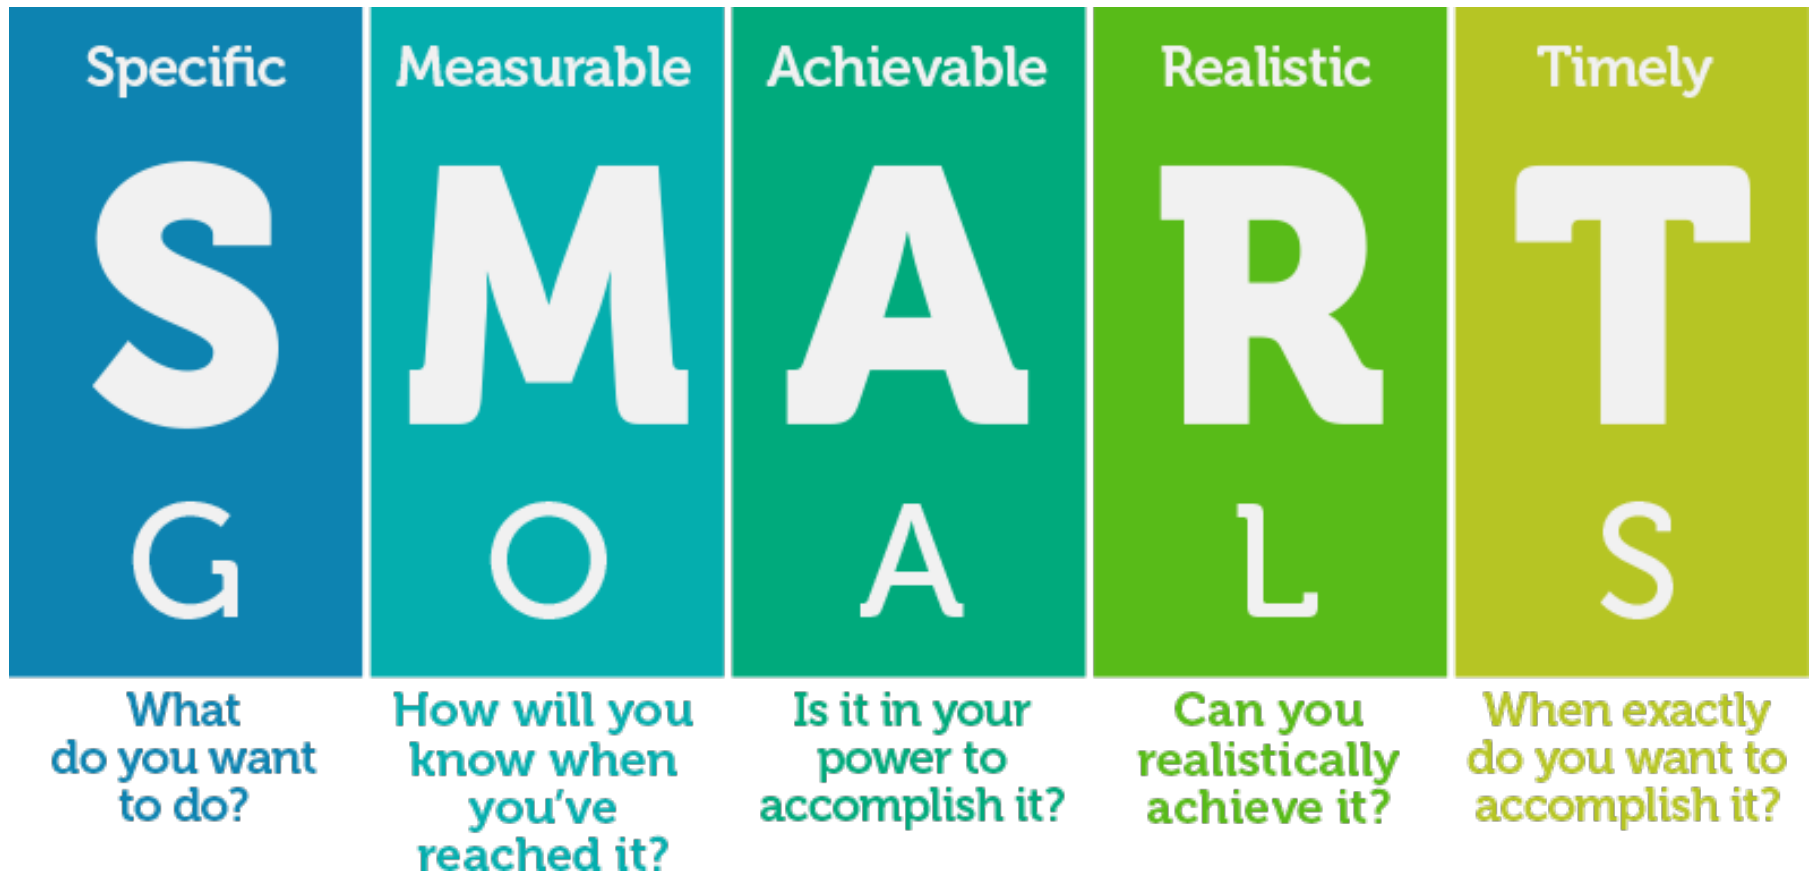 Specific
Measurable
Achievable
Realistic
Timely
S M A R T
G O A L S
What
do you want
to do?
How will you
know when
you've
reached it?
Is it in your
power to
accomplish it?
Can you
realistically
achieve it?
When exactly
do you want to
accomplish it?